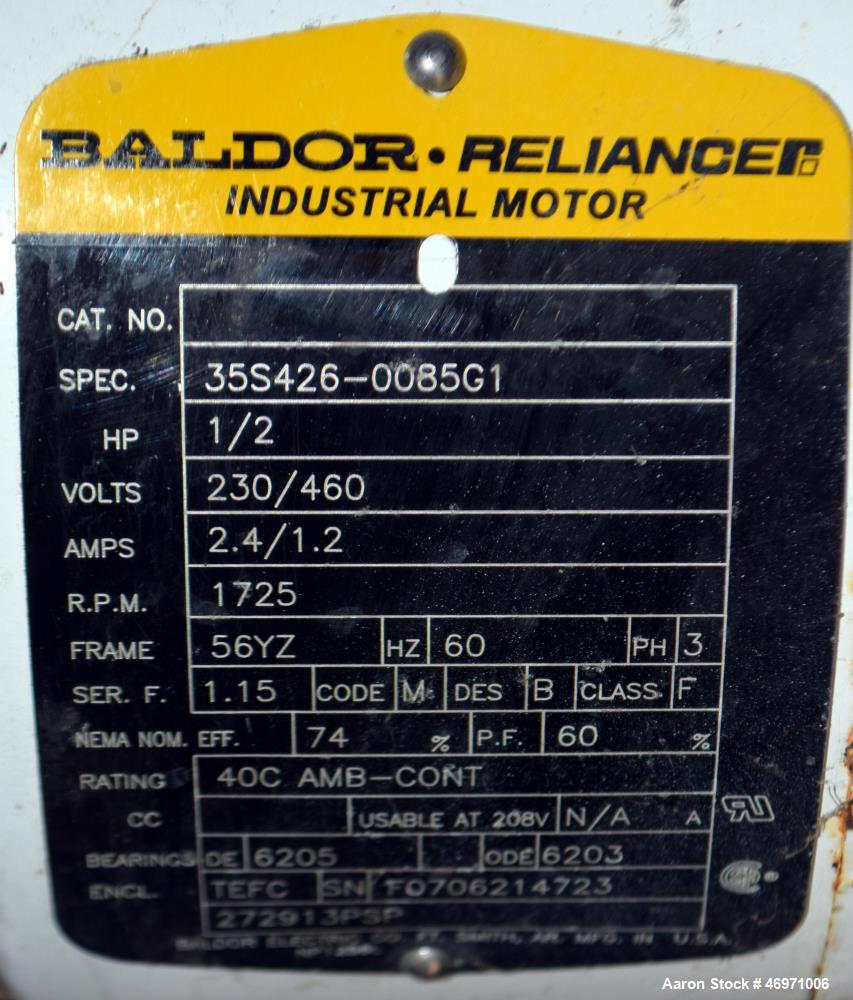 BALDOR • RELIANCER
INDUSTRIAL MOTOR
CAT. NO.
SPEC. 35S426-0085G1
HP 1/2
VOLTS 230/460
AMPS 2.4/1.2
R.P.M. 1725
FRAME 56YZ HZ 60 PH 3
SER. F. 1.15 CODE M DES B CLASS F
NEMA NOM. EFF. 74 % P.F. 60 %
RATING 40C AMB-CONT
CC USABLE AT 208V N/A A
BEARINGS DE 6205 ODE 6203
ENCL. TEFC SN F0706214723
272913PSP
BALDOR ELECTRIC CO. FT. SMITH, AR. MFG. IN U.S.A.
Aaron Stock # 46971006